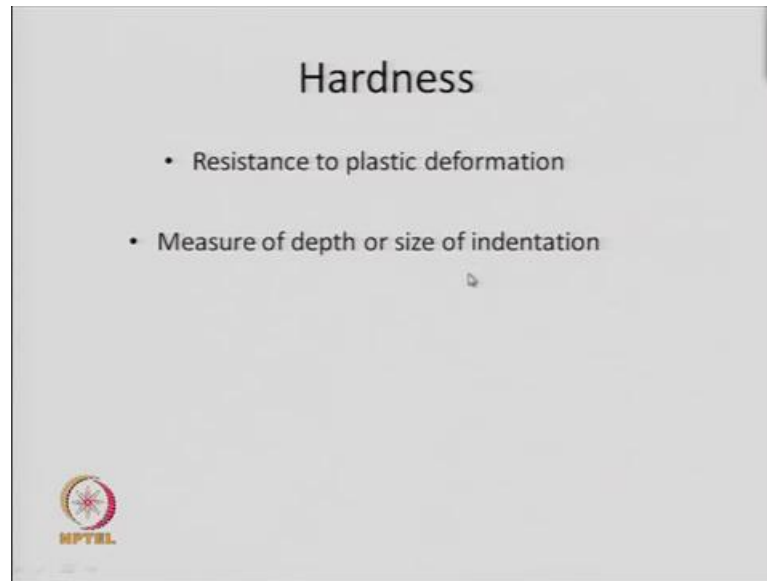 Hardness
• Resistance to plastic deformation
• Measure of depth or size of indentation
NPTEL